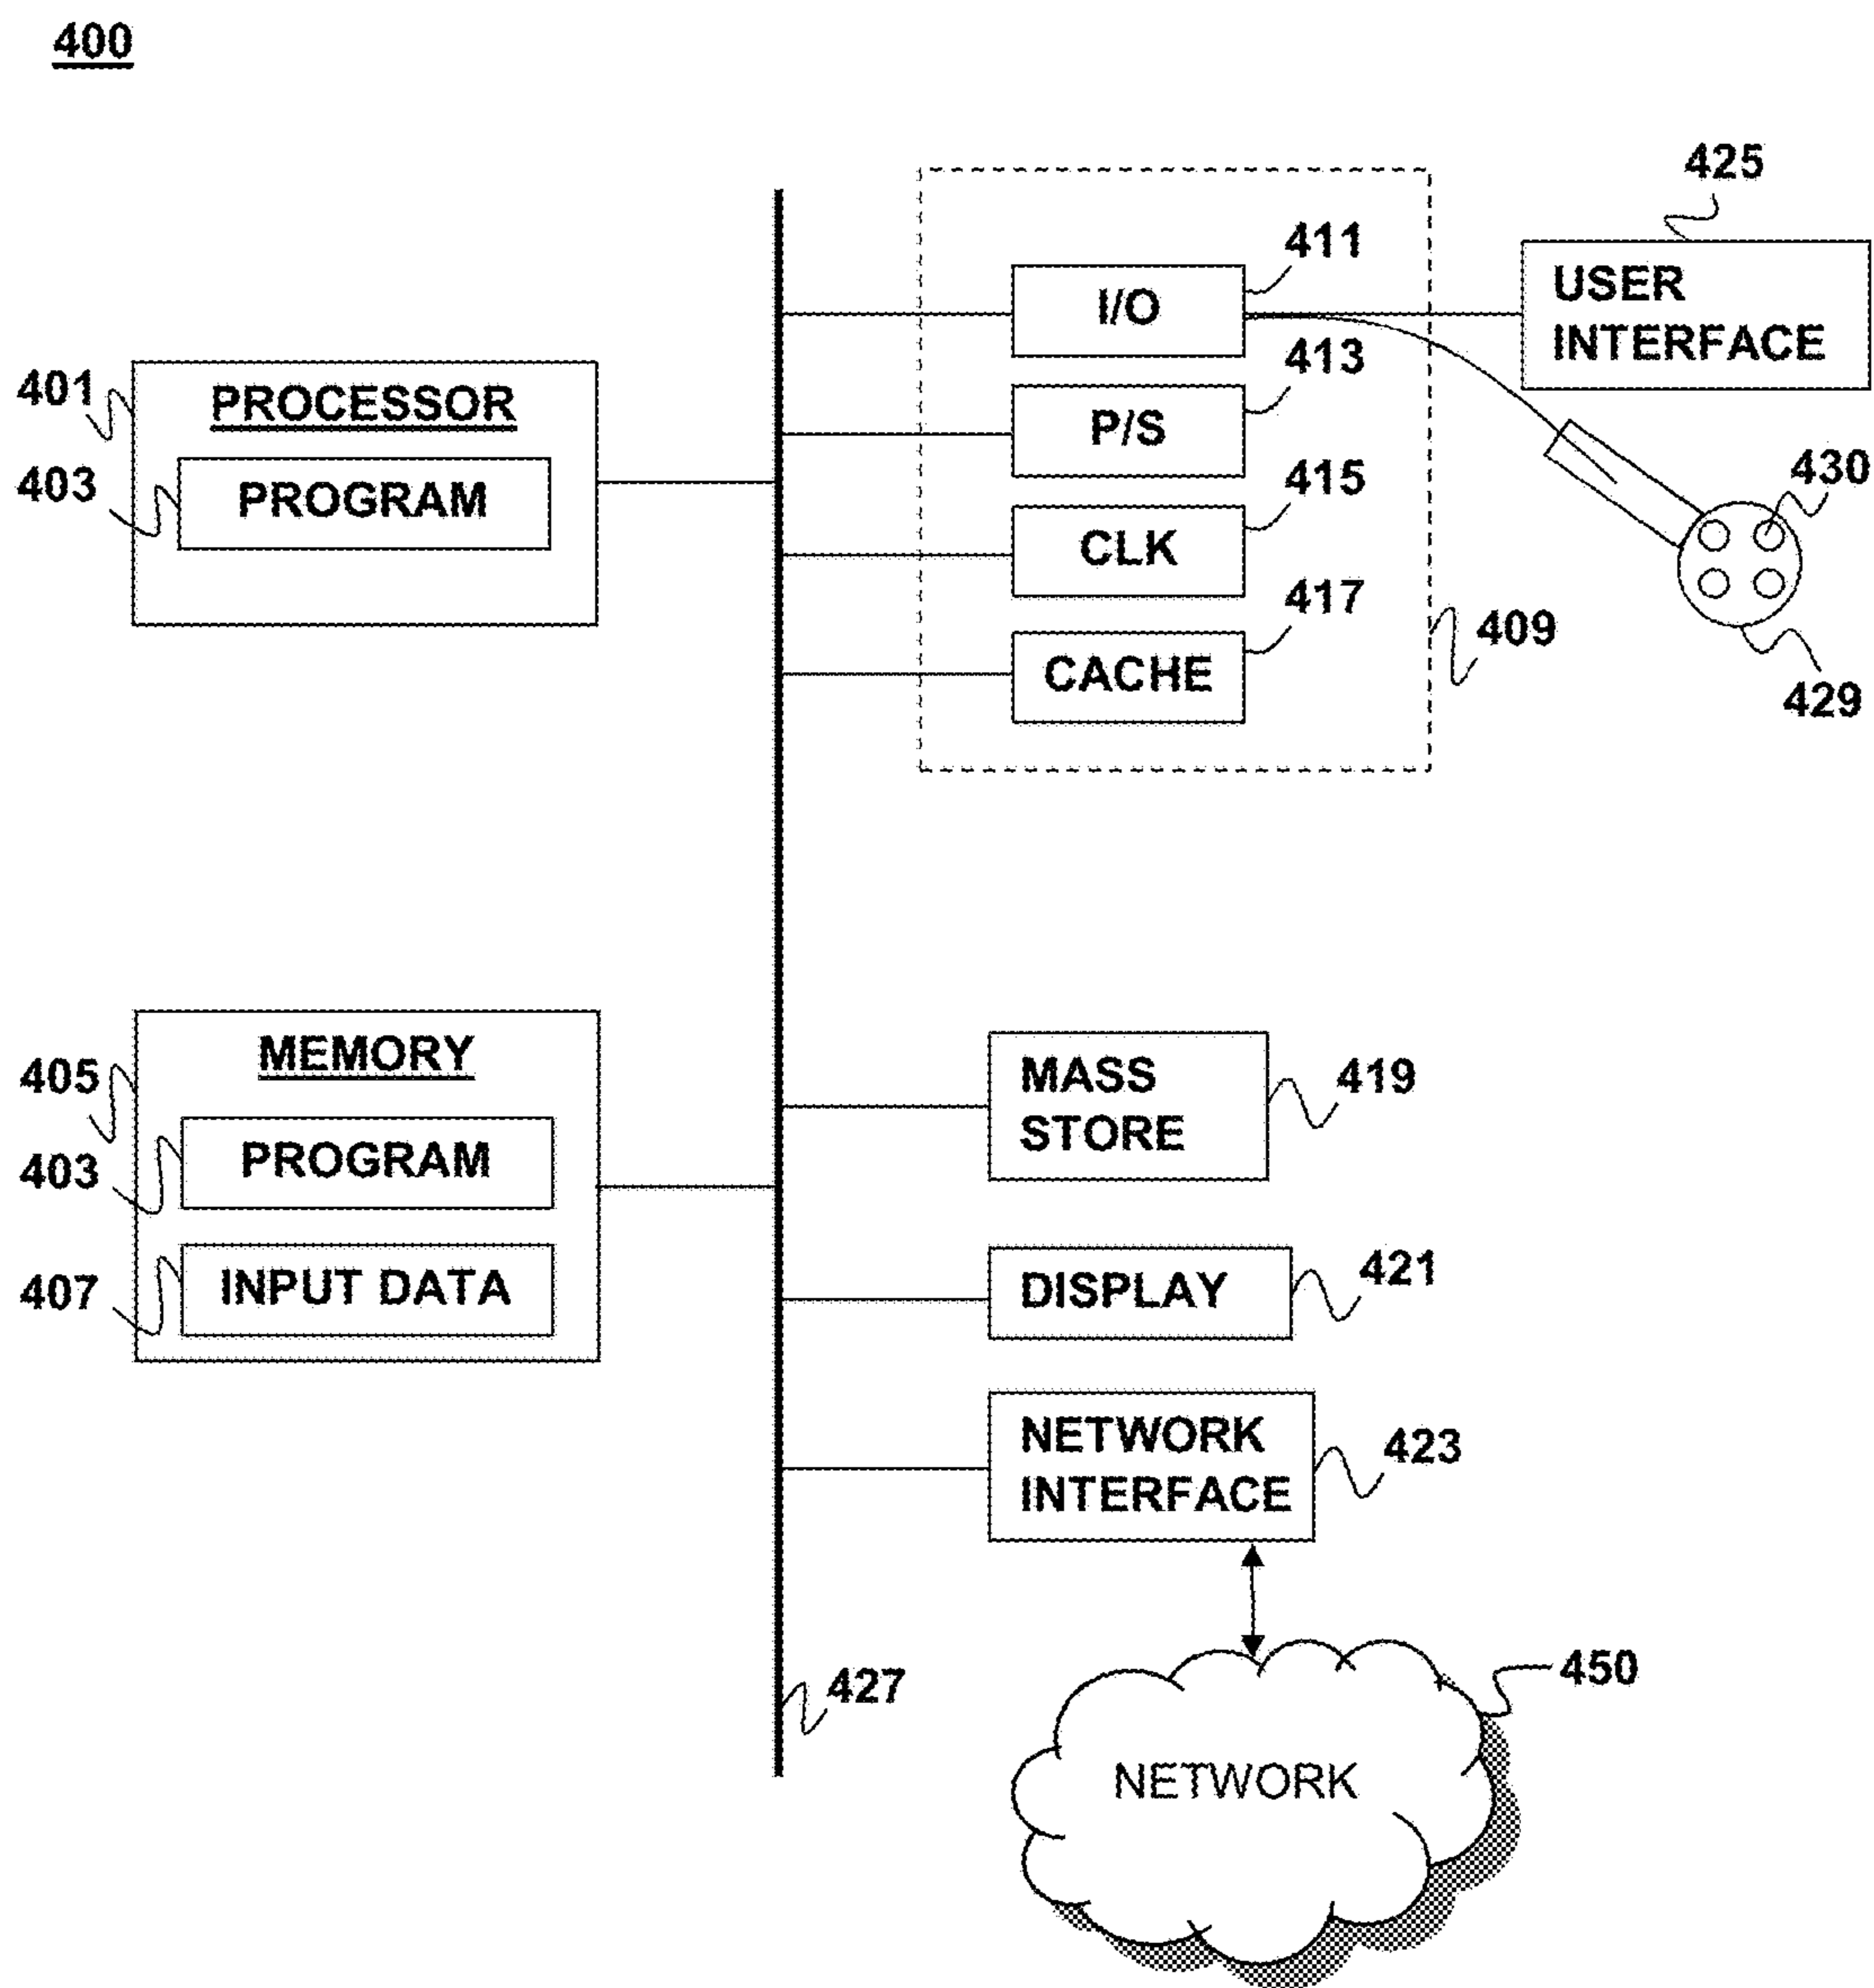 400
425
USER
INTERFACE
411
I/O
413
P/S
430
415
CLK
417
CACHE
409
429
401
PROCESSOR
403
PROGRAM
405
MEMORY
403
PROGRAM
407
INPUT DATA
MASS
STORE
419
DISPLAY
421
NETWORK
INTERFACE
423
427
450
NETWORK